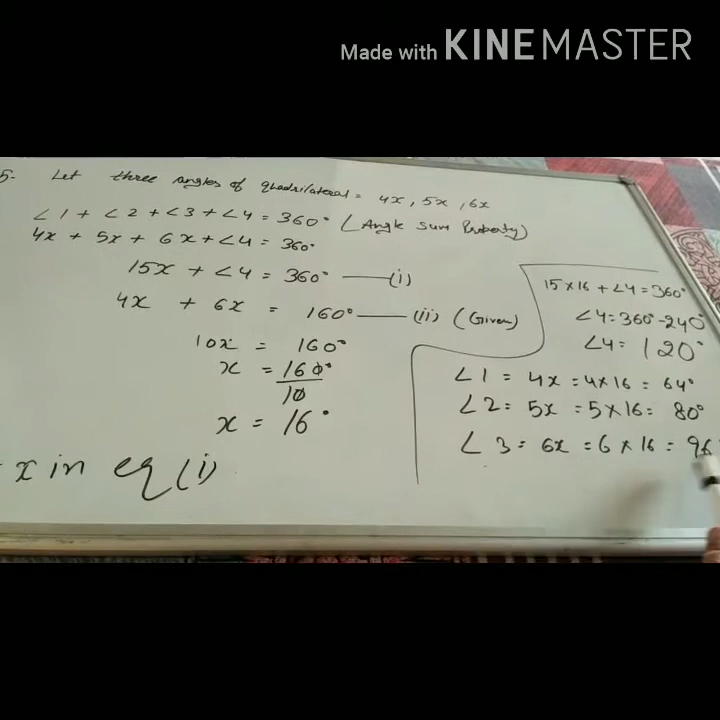 Made with KINEMASTER
5. Let three angles of quadrilateral = 4x, 5x, 6x
∠1 + ∠2 + ∠3 + ∠4 = 360° (Angle Sum Property)
4x + 5x + 6x + ∠4 = 360°
15x + ∠4 = 360° —— (i)
4x + 6x = 160° —— (ii) (Given)
10x = 160°
x = 160°/10
x = 16°
x in eq (i)
15×16 + ∠4 = 360°
∠4 = 360° - 240°
∠4 = 120°
∠1 = 4x = 4×16 = 64°
∠2 = 5x = 5×16 = 80°
∠3 = 6x = 6×16 = 96°